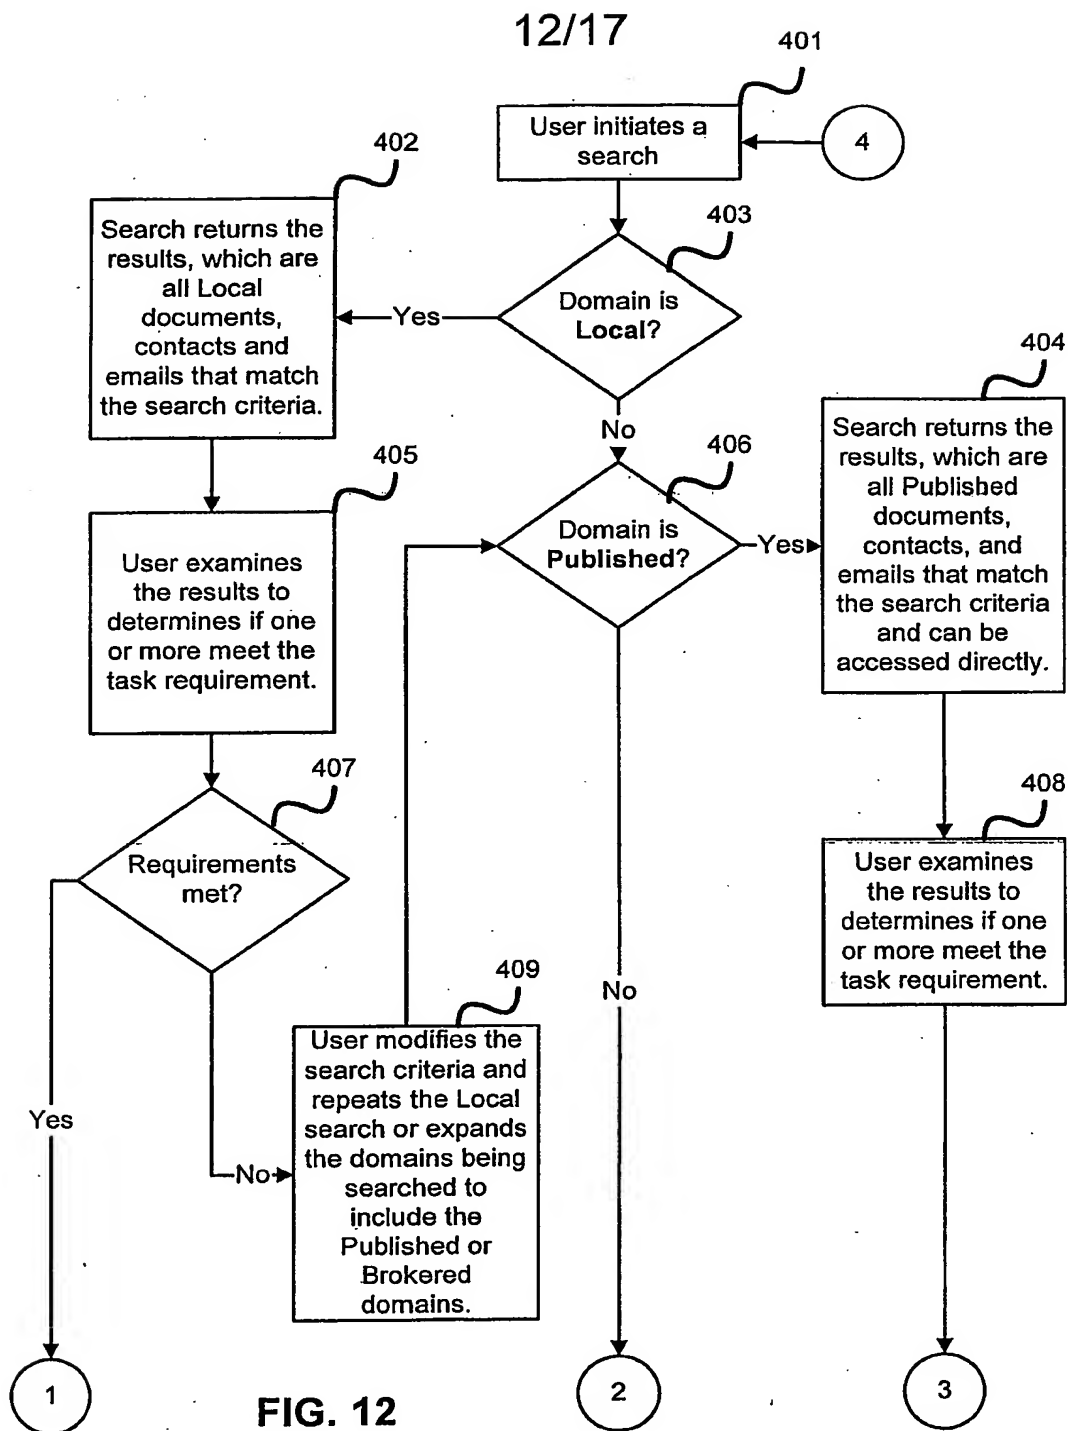 12/17
401
User initiates a
search
4
402
403
Search returns the
results, which are
all Local
documents,
contacts and
emails that match
the search criteria.
Yes
Domain is
Local?
404
No
405
406
Search returns the
results, which are
all Published
documents,
contacts, and
emails that match
the search criteria
and can be
accessed directly.
User examines
the results to
determines if one
or more meet the
task requirement.
Domain is
Published?
Yes
407
408
Requirements
met?
User examines
the results to
determines if one
or more meet the
task requirement.
409
No
User modifies the
search criteria and
repeats the Local
search or expands
the domains being
searched to
include the
Published or
Brokered
domains.
Yes
No
1
2
3
FIG. 12